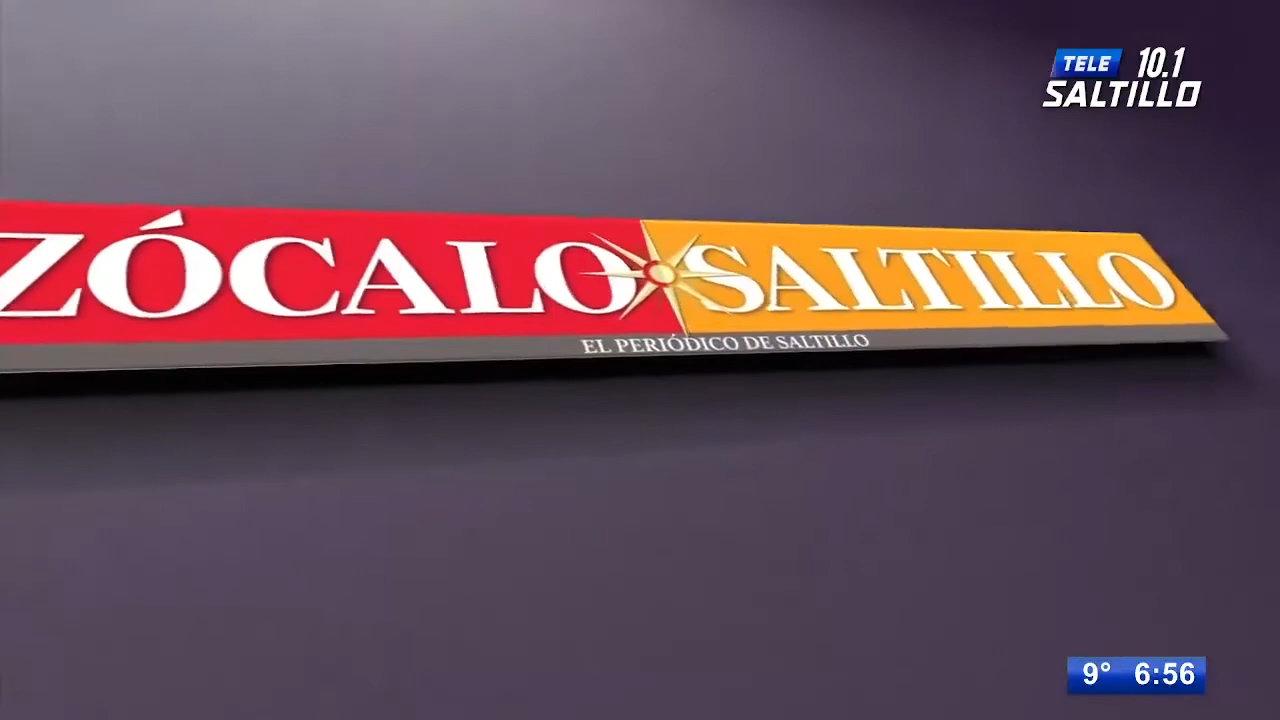 TELE 10.1
SALTILLO
ZÓCALO SALTILLO
EL PERIÓDICO DE SALTILLO
9° 6:56